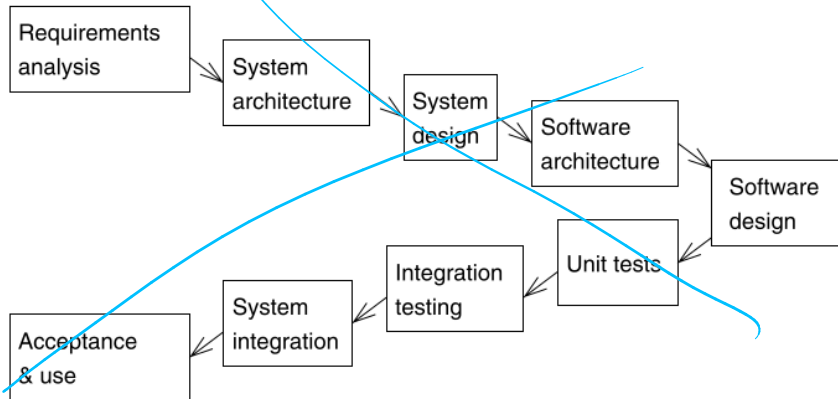 Requirements
analysis
System
architecture
System
design
Software
architecture
Software
design
Unit tests
Integration
testing
System
integration
Acceptance
& use